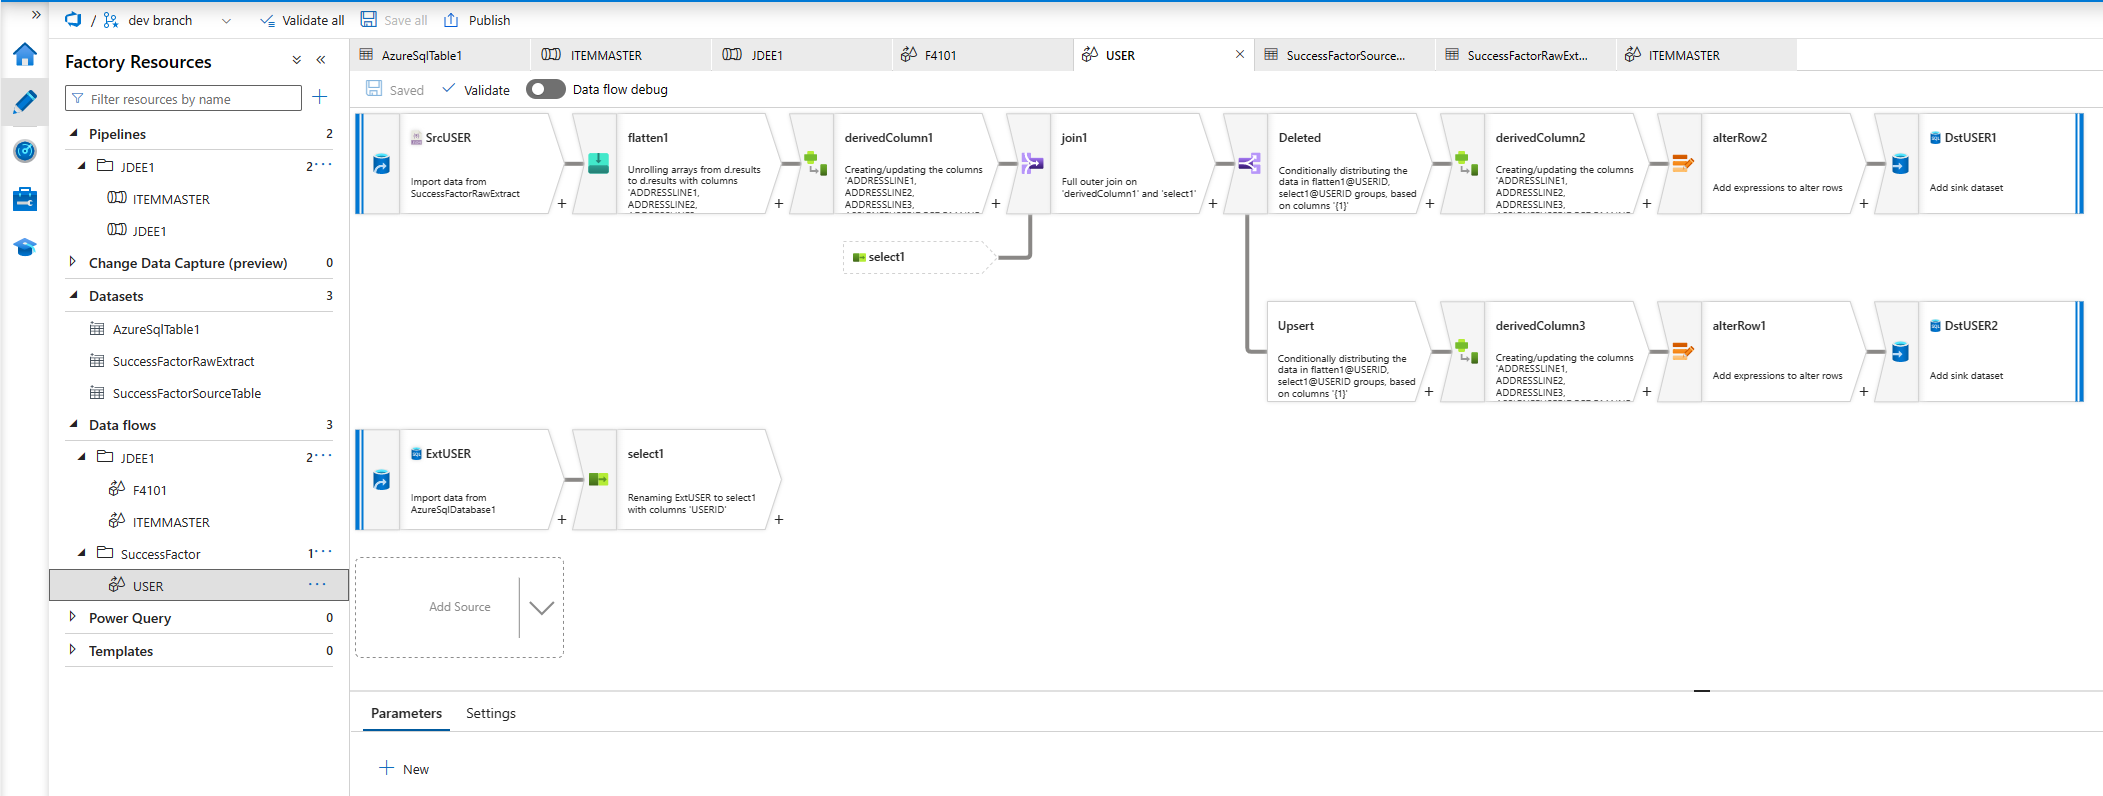 / dev branch
Validate all
Save all
Publish
Factory Resources
Filter resources by name
Pipelines 2
JDEE1 2
ITEMMASTER
JDEE1
Change Data Capture (preview) 0
Datasets 3
AzureSqlTable1
SuccessFactorRawExtract
SuccessFactorSourceTable
Data flows 3
JDEE1 2
F4101
ITEMMASTER
SuccessFactor 1
USER
Power Query 0
Templates 0
AzureSqlTable1
ITEMMASTER
JDEE1
F4101
USER
SuccessFactorSource...
SuccessFactorRawExt...
ITEMMASTER
Saved
Validate
Data flow debug
SrcUSER
Import data from
SuccessFactorRawExtract
flatten1
Unrolling arrays from d.results
to d.results with columns
'ADDRESSLINE1,
ADDRESSLINE2,
derivedColumn1
Creating/updating the columns
'ADDRESSLINE1,
ADDRESSLINE2,
ADDRESSLINE3,
join1
Full outer join on
'derivedColumn1' and 'select1'
Deleted
Conditionally distributing the
data in flatten1@USERID,
select1@USERID groups, based
on columns '{1}'
derivedColumn2
Creating/updating the columns
'ADDRESSLINE1,
ADDRESSLINE2,
ADDRESSLINE3,
alterRow2
Add expressions to alter rows
DstUSER1
Add sink dataset
select1
Upsert
Conditionally distributing the
data in flatten1@USERID,
select1@USERID groups, based
on columns '{1}'
derivedColumn3
Creating/updating the columns
'ADDRESSLINE1,
ADDRESSLINE2,
ADDRESSLINE3,
alterRow1
Add expressions to alter rows
DstUSER2
Add sink dataset
ExtUSER
Import data from
AzureSqlDatabase1
select1
Renaming ExtUSER to select1
with columns 'USERID'
Add Source
Parameters
Settings
New